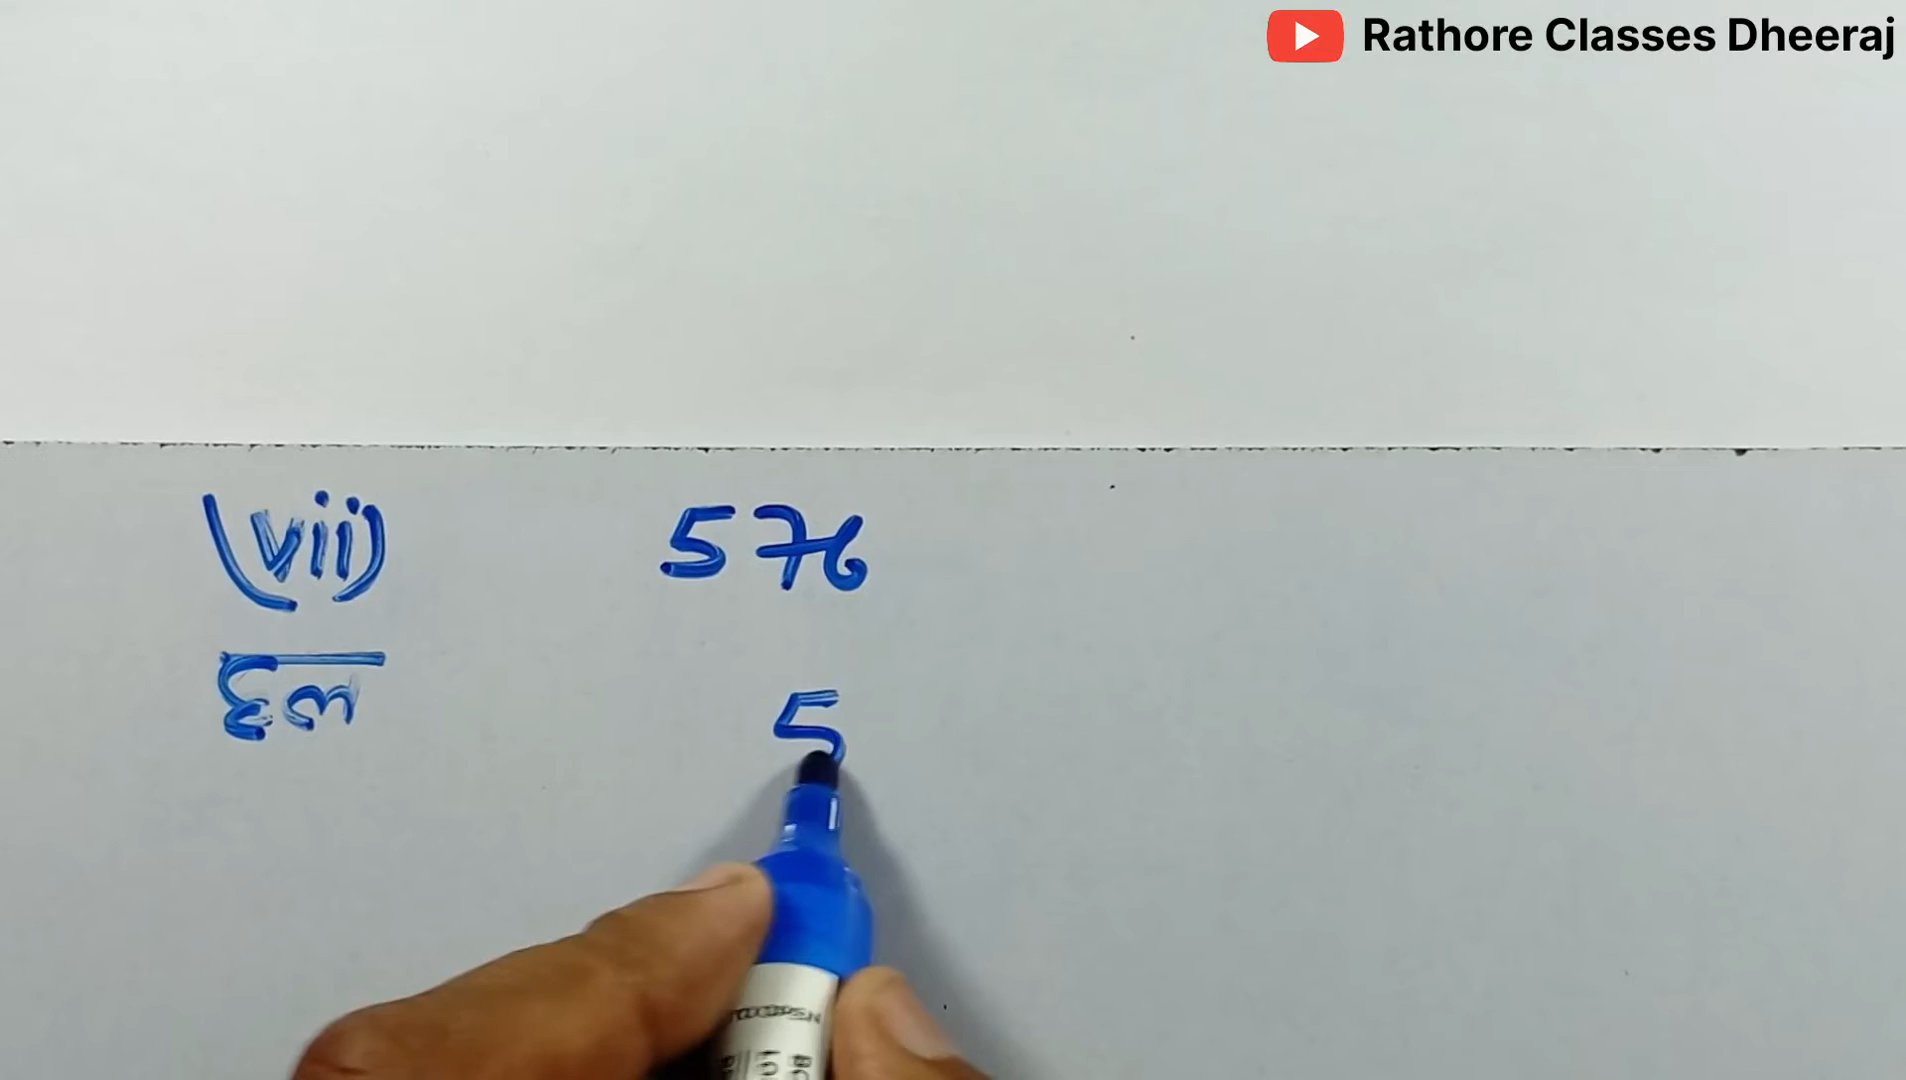 Rathore Classes Dheeraj
(vii) 576
हल 5